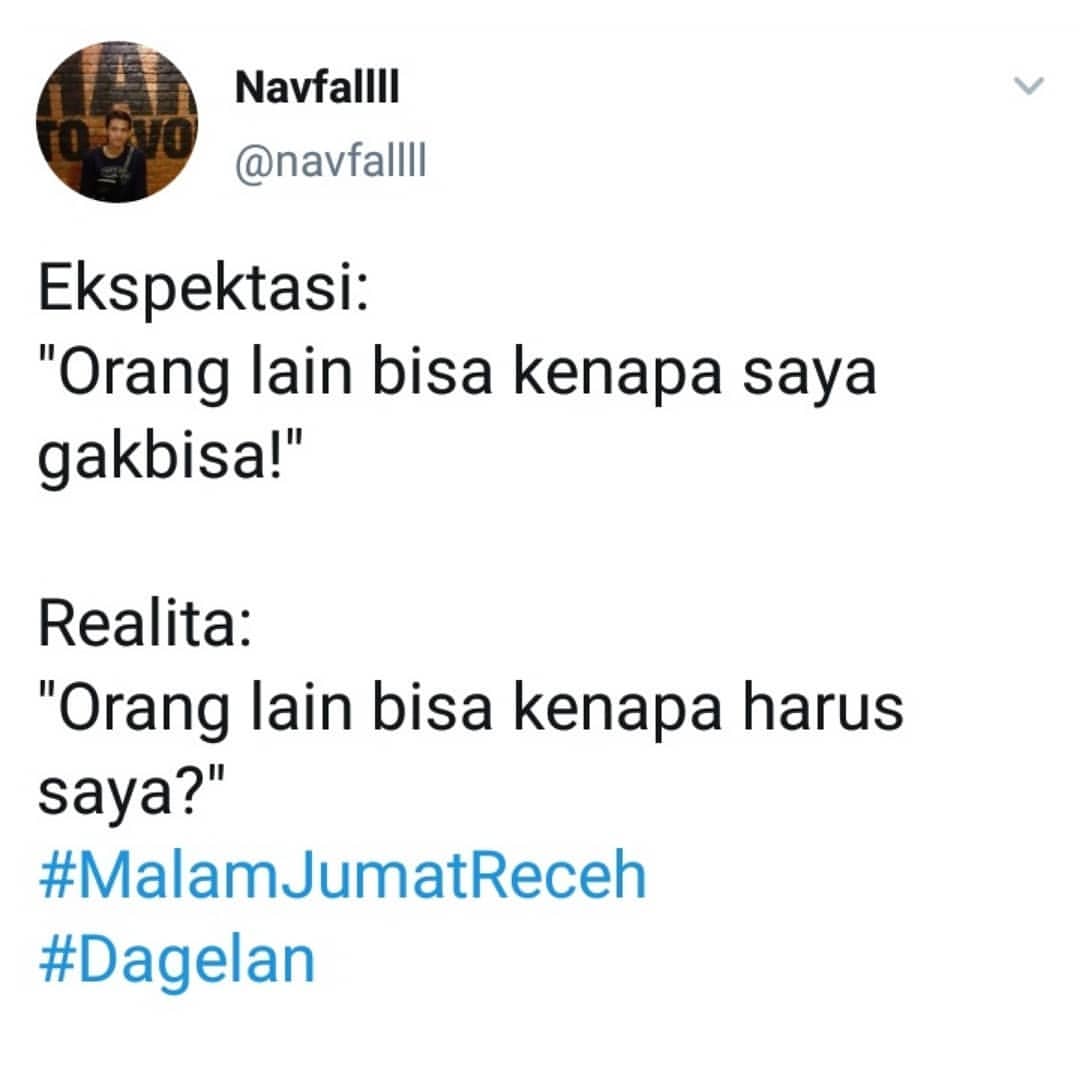 Navfallll
@navfallll
Ekspektasi:
"Orang lain bisa kenapa saya
gakbisa!"
Realita:
"Orang lain bisa kenapa harus
saya?"
#MalamJumatReceh
#Dagelan